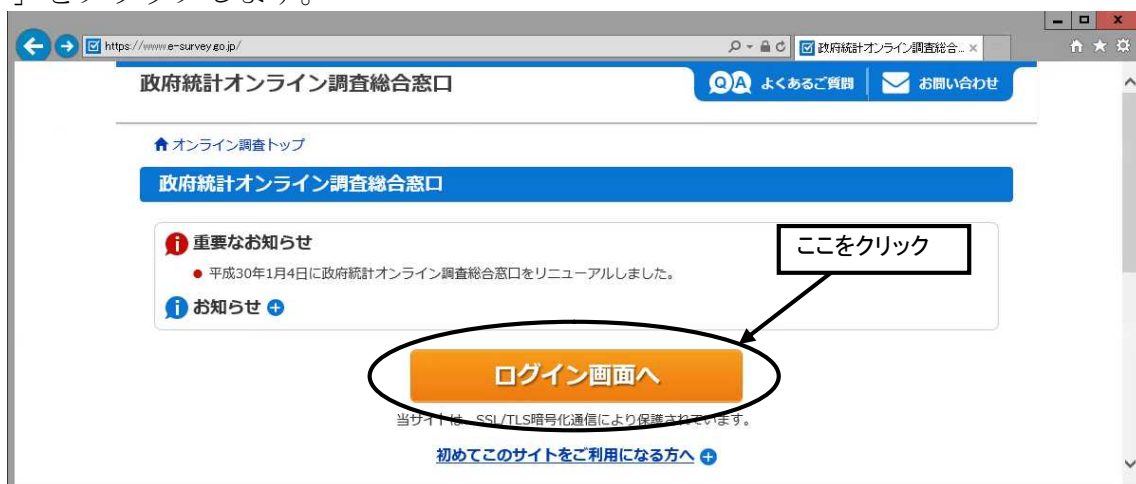 」をクリックします。
https://www.e-survey.go.jp/
政府統計オンライン調査総合...
政府統計オンライン調査総合窓口
QA よくあるご質問
お問い合わせ
オンライン調査トップ
政府統計オンライン調査総合窓口
重要なお知らせ
ここをクリック
平成30年1月4日に政府統計オンライン調査総合窓口をリニューアルしました。
お知らせ
ログイン画面へ
当サイトは、SSL/TLS暗号化通信により保護されています。
初めてこのサイトをご利用になる方へ